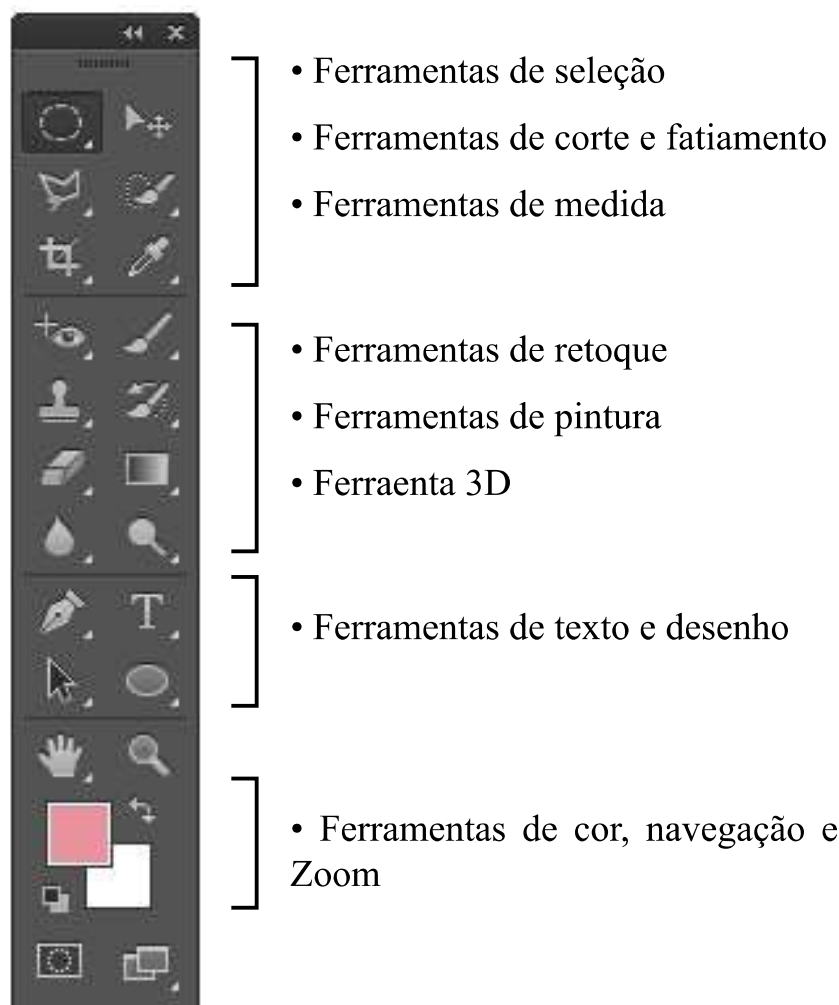 • Ferramentas de seleção
• Ferramentas de corte e fatiamento
• Ferramentas de medida
• Ferramentas de retoque
• Ferramentas de pintura
• Ferraenta 3D
T
• Ferramentas de texto e desenho
• Ferramentas de cor, navegação e
Zoom